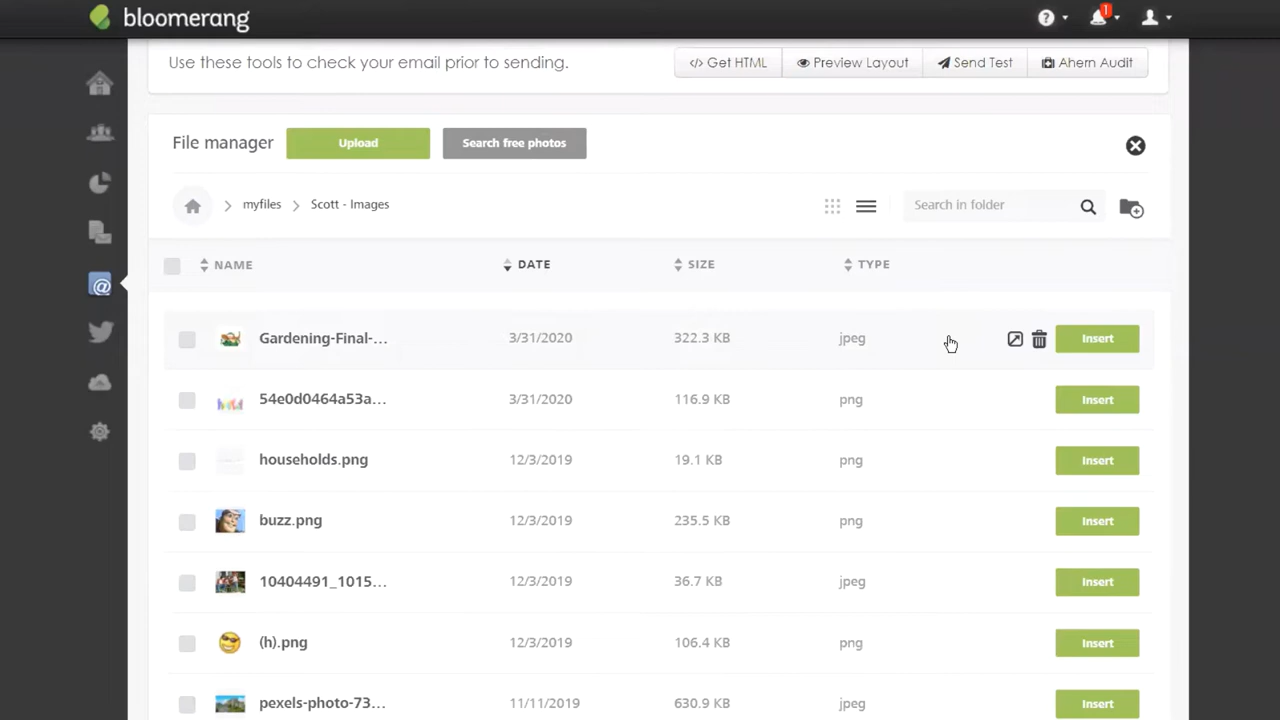 bloomerang
1
Use these tools to check your email prior to sending.
</> Get HTML Preview Layout Send Test Ahern Audit
File manager Upload Search free photos
myfiles > Scott - Images Search in folder
NAME DATE SIZE TYPE
Gardening-Final-... 3/31/2020 322.3 KB jpeg Insert
54e0d0464a53a... 3/31/2020 116.9 KB png Insert
households.png 12/3/2019 19.1 KB png Insert
buzz.png 12/3/2019 235.5 KB png Insert
10404491_1015... 12/3/2019 36.7 KB jpeg Insert
(h).png 12/3/2019 106.4 KB png Insert
pexels-photo-73... 11/11/2019 630.9 KB jpeg Insert